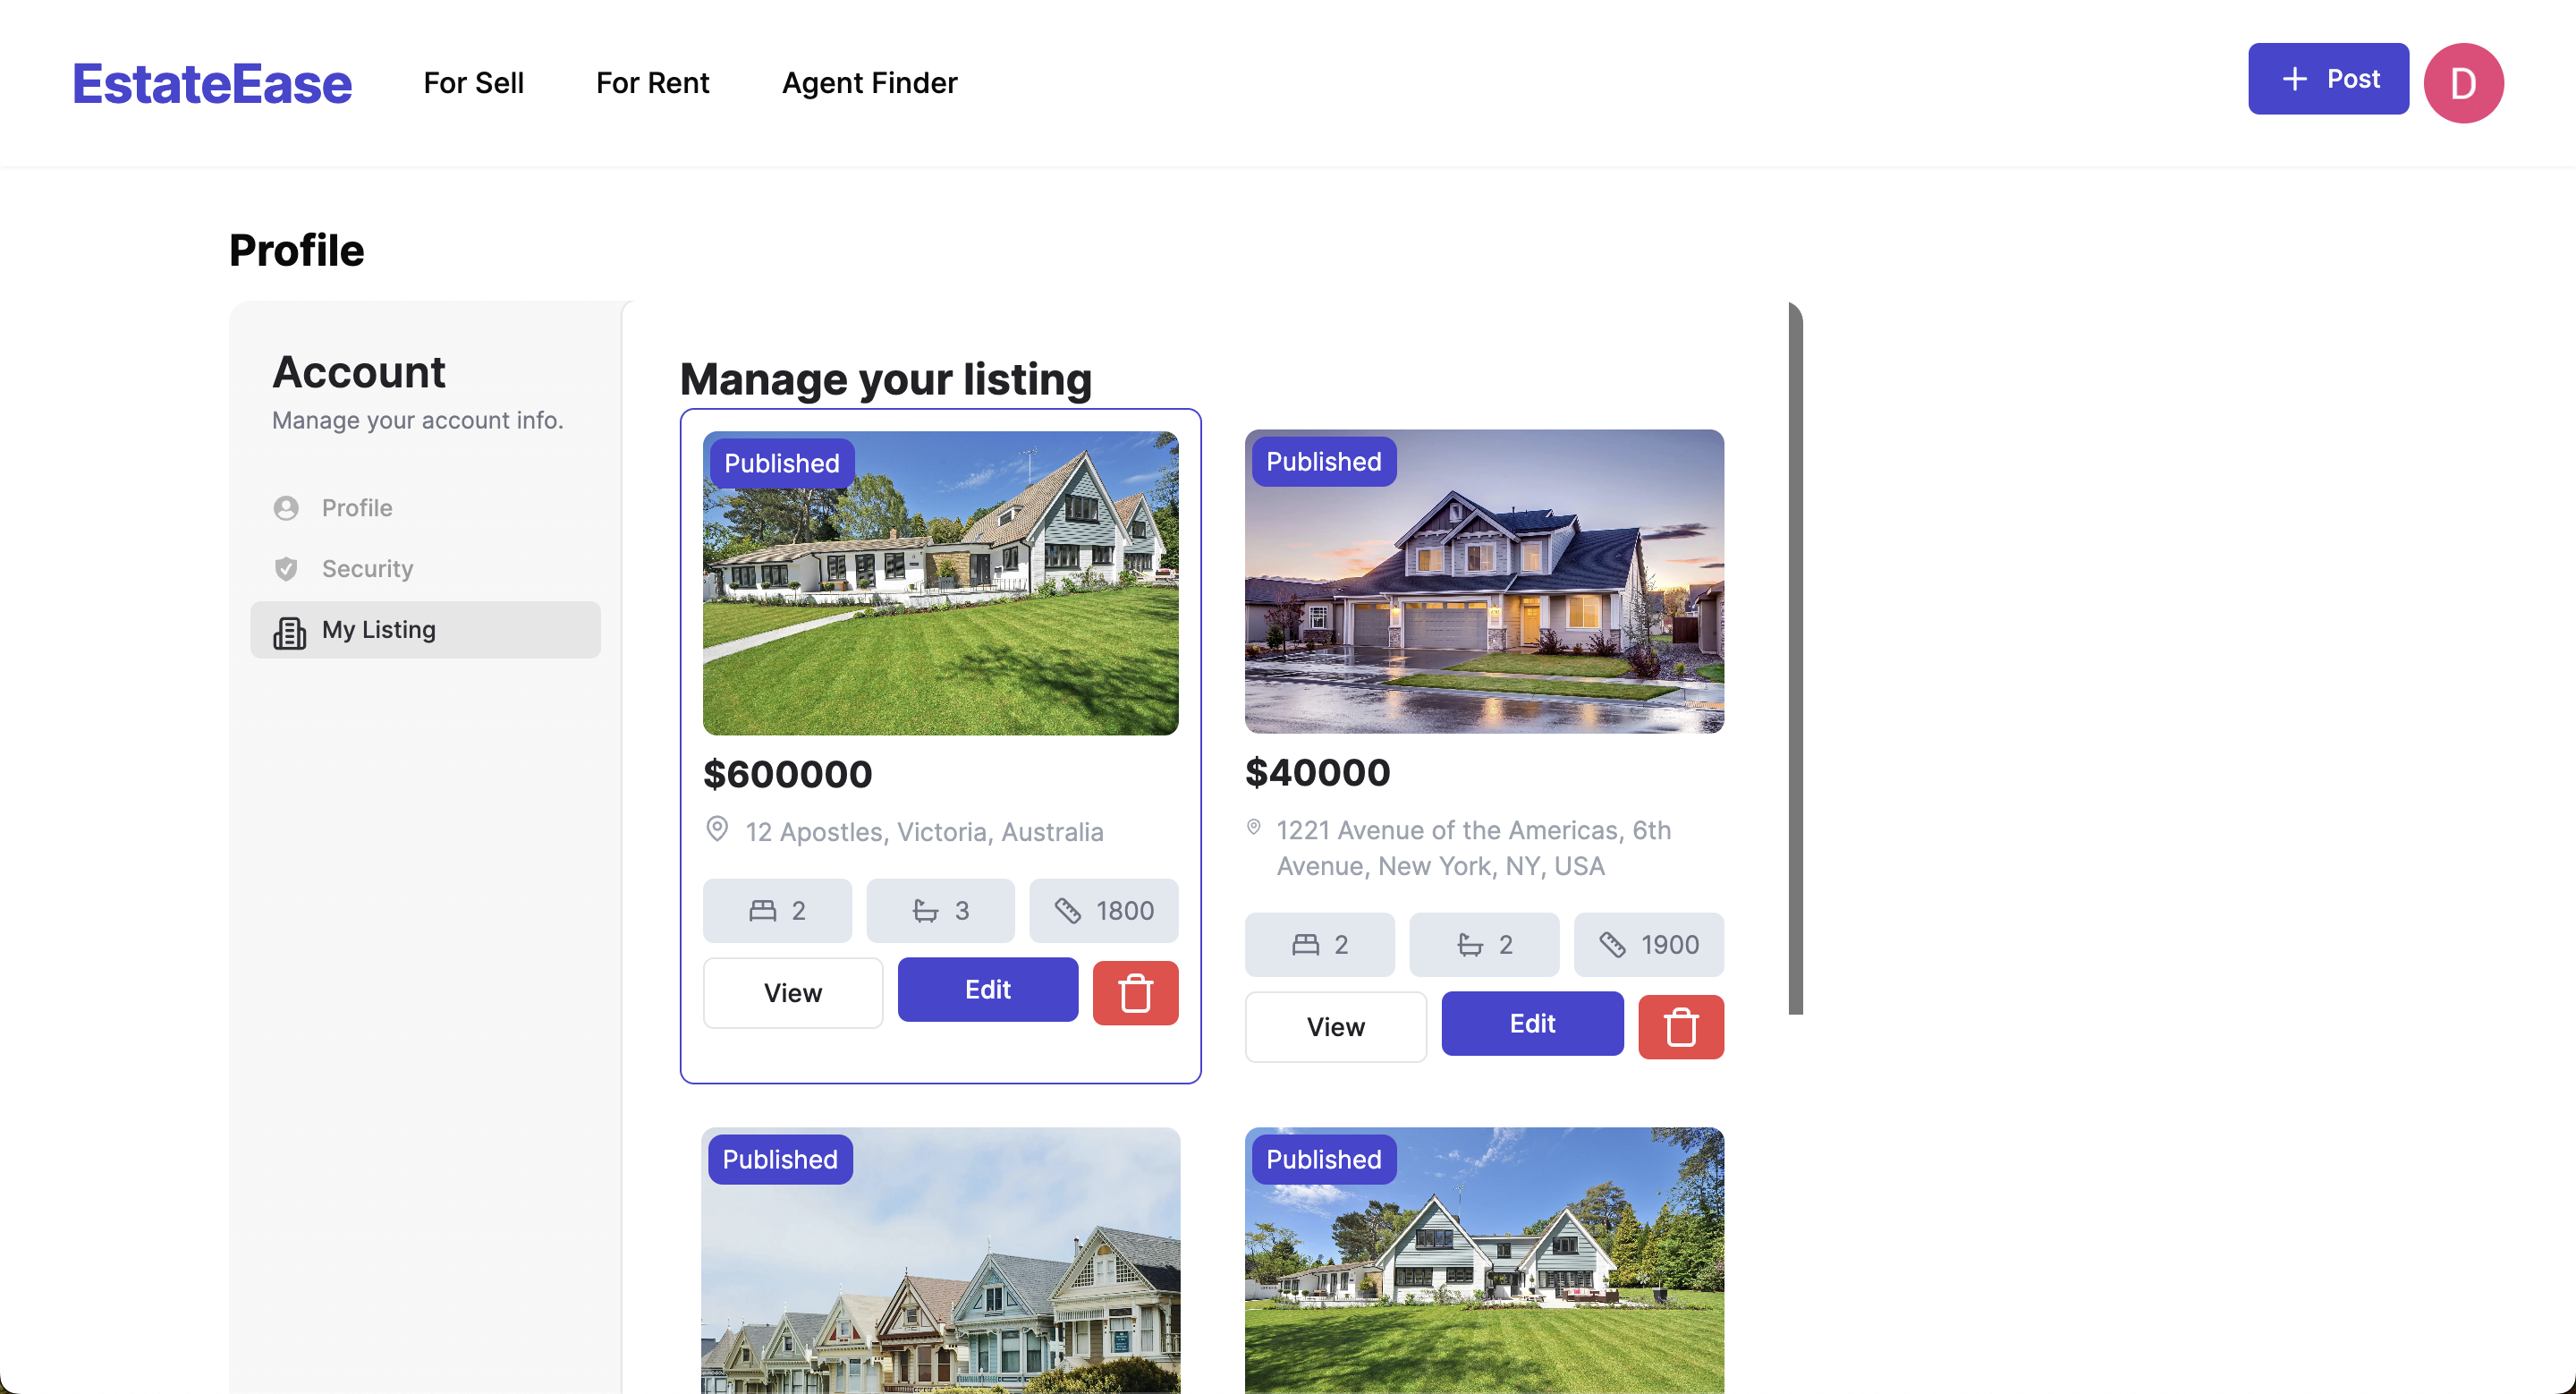 EstateEase
For Sell
For Rent
Agent Finder
+ Post
D
Profile
Account
Manage your account info.
Profile
Security
My Listing
Manage your listing
Published
$600000
12 Apostles, Victoria, Australia
2
3
1800
View
Edit
Published
$40000
1221 Avenue of the Americas, 6th
Avenue, New York, NY, USA
2
2
1900
View
Edit
Published
Published